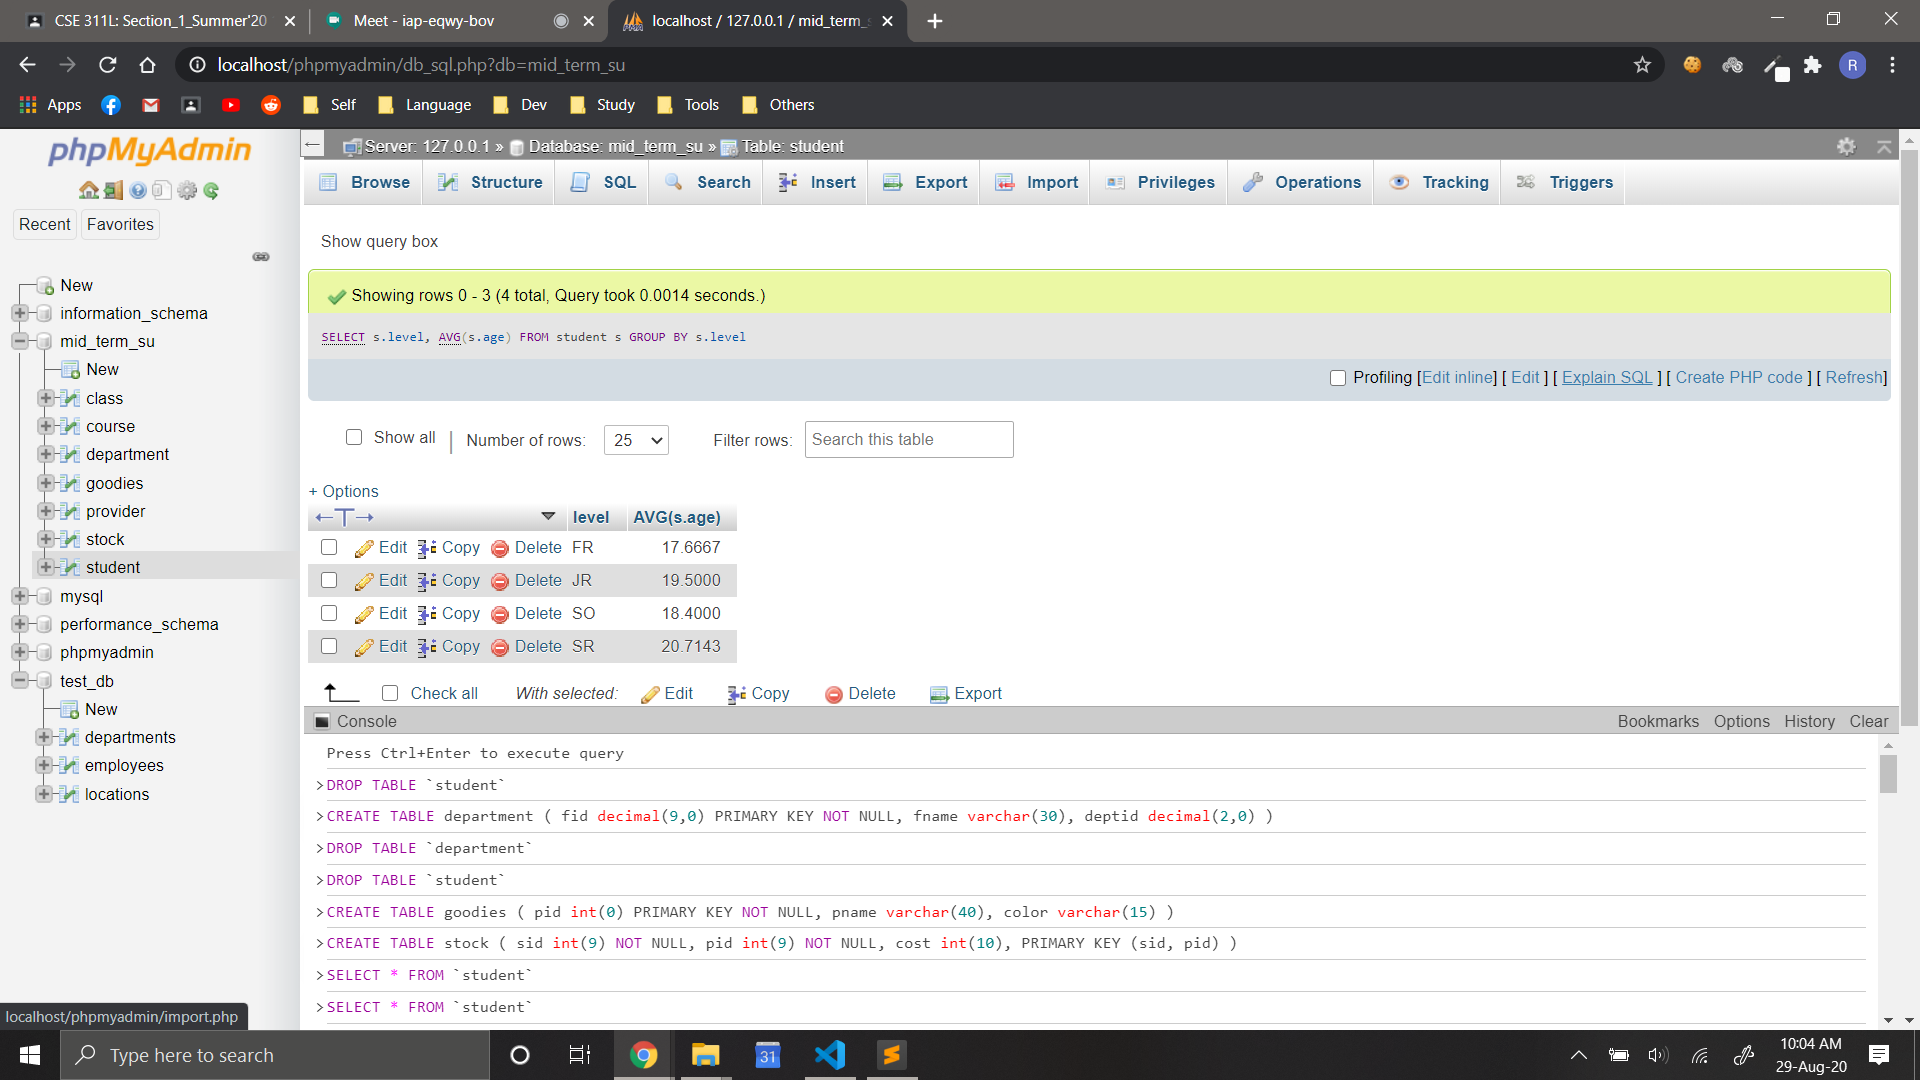 CSE 311L: Section_1_Summer'20
Meet - iap-eqwy-bov
localhost / 127.0.0.1 / mid_term_s
localhost/phpmyadmin/db_sql.php?db=mid_term_su
R
Apps
Self
Language
Dev
Study
Tools
Others
phpMyAdmin
Recent
Favorites
New
information_schema
mid_term_su
New
class
course
department
goodies
provider
stock
student
mysql
performance_schema
phpmyadmin
test_db
New
departments
employees
locations
localhost/phpmyadmin/import.php
Server: 127.0.0.1 » Database: mid_term_su » Table: student
Browse Structure SQL Search Insert Export Import Privileges Operations Tracking Triggers
Show query box
Showing rows 0 - 3 (4 total, Query took 0.0014 seconds.)
SELECT s.level, AVG(s.age) FROM student s GROUP BY s.level
Profiling [Edit inline] [ Edit ] [ Explain SQL ] [ Create PHP code ] [ Refresh]
Show all | Number of rows: 25 Filter rows: Search this table
+ Options
←T→ level AVG(s.age)
Edit Copy Delete FR 17.6667
Edit Copy Delete JR 19.5000
Edit Copy Delete SO 18.4000
Edit Copy Delete SR 20.7143
Check all With selected: Edit Copy Delete Export
Console Bookmarks Options History Clear
Press Ctrl+Enter to execute query
>DROP TABLE `student`
>CREATE TABLE department ( fid decimal(9,0) PRIMARY KEY NOT NULL, fname varchar(30), deptid decimal(2,0) )
>DROP TABLE `department`
>DROP TABLE `student`
>CREATE TABLE goodies ( pid int(0) PRIMARY KEY NOT NULL, pname varchar(40), color varchar(15) )
>CREATE TABLE stock ( sid int(9) NOT NULL, pid int(9) NOT NULL, cost int(10), PRIMARY KEY (sid, pid) )
>SELECT * FROM `student`
>SELECT * FROM `student`
Type here to search
31
10:04 AM
29-Aug-20